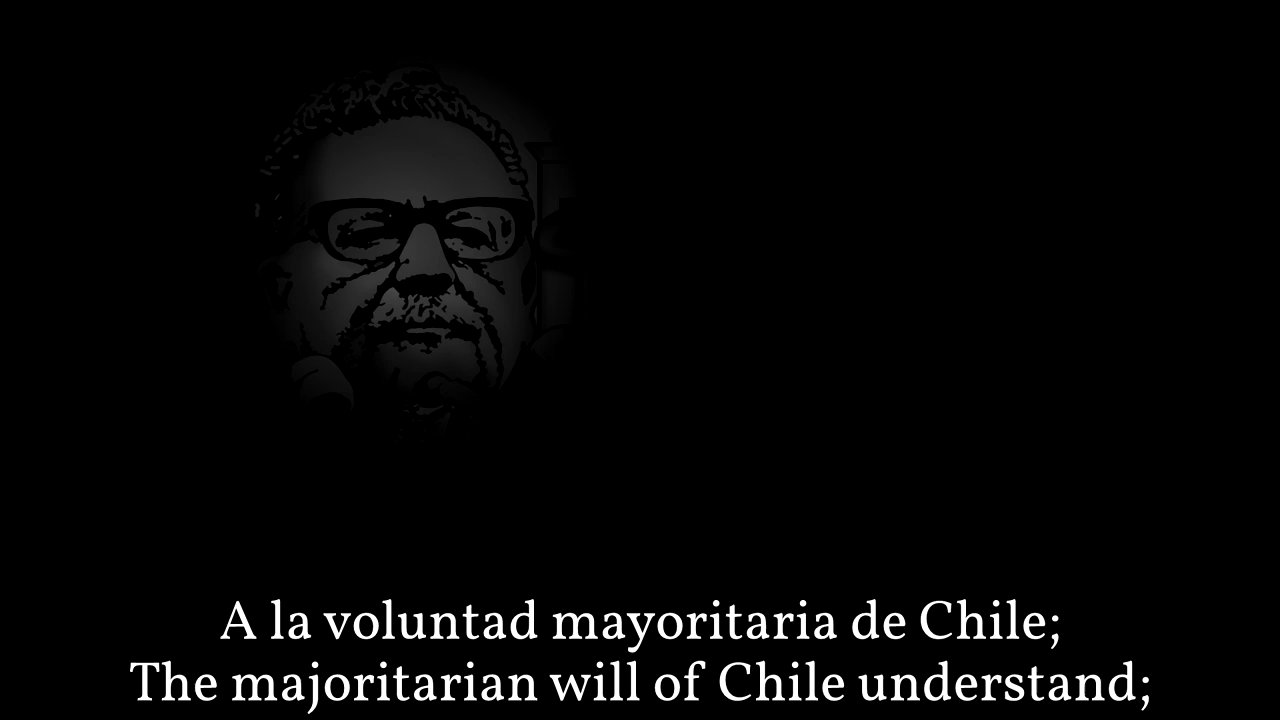 A la voluntad mayoritaria de Chile;
The majoritarian will of Chile understand;